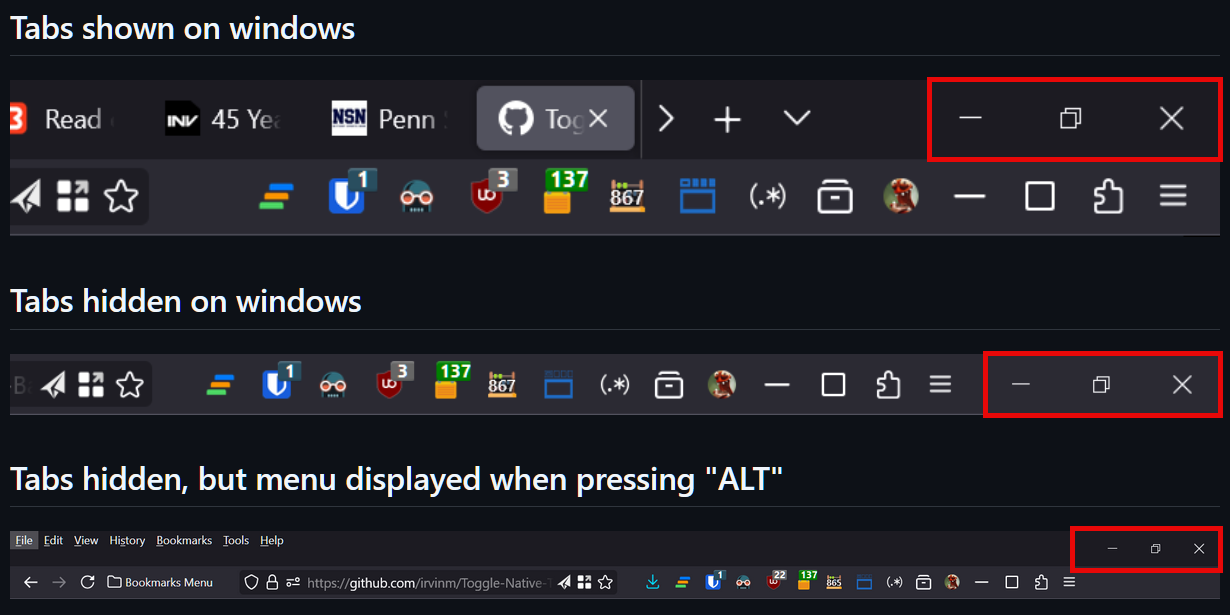 Tabs shown on windows
Read 45 Yea Penn Tog
1 3 137 867 (.*)
Tabs hidden on windows
1 3 137 867 (.*)
Tabs hidden, but menu displayed when pressing "ALT"
File Edit View History Bookmarks Tools Help
Bookmarks Menu https://github.com/irvinm/Toggle-Native- 1 22 137 865 (.*)